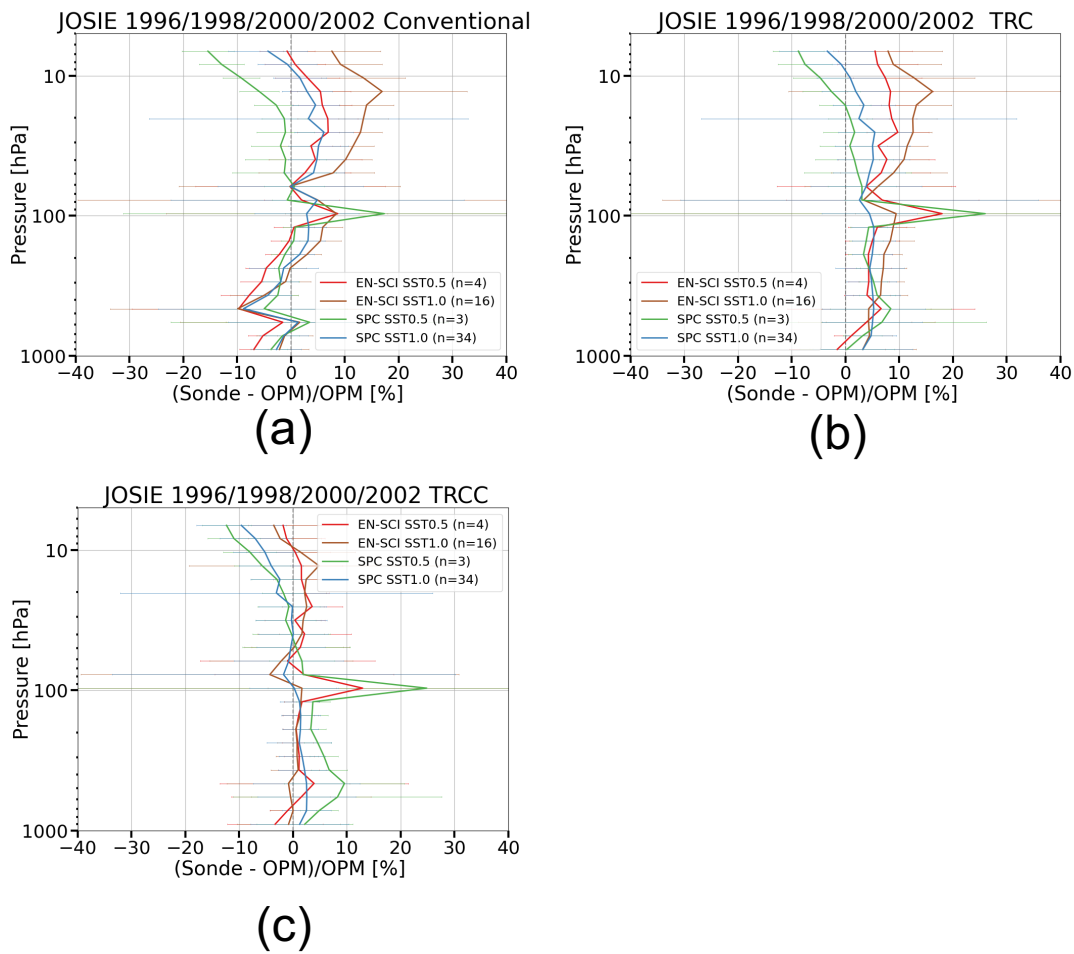 JOSIE 1996/1998/2000/2002 Conventional
Pressure [hPa]
10
100
1000
EN-SCI SST0.5 (n=4)
EN-SCI SST1.0 (n=16)
SPC SST0.5 (n=3)
SPC SST1.0 (n=34)
−40 −30 −20 −10 0 10 20 30 40
(Sonde - OPM)/OPM [%]
(a)
JOSIE 1996/1998/2000/2002 TRC
Pressure [hPa]
10
100
1000
EN-SCI SST0.5 (n=4)
EN-SCI SST1.0 (n=16)
SPC SST0.5 (n=3)
SPC SST1.0 (n=34)
−40 −30 −20 −10 0 10 20 30 40
(Sonde - OPM)/OPM [%]
(b)
JOSIE 1996/1998/2000/2002 TRCC
Pressure [hPa]
10
100
1000
EN-SCI SST0.5 (n=4)
EN-SCI SST1.0 (n=16)
SPC SST0.5 (n=3)
SPC SST1.0 (n=34)
−40 −30 −20 −10 0 10 20 30 40
(Sonde - OPM)/OPM [%]
(c)